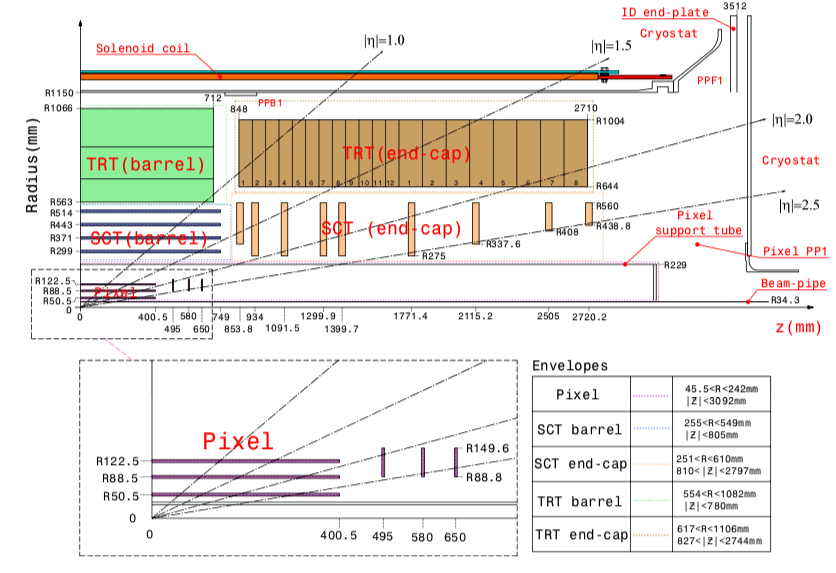 3512
ID end-plate
Cryostat
|η|=1.0
|η|=1.5
Solenoid coil
PPF1
R1150
712
PPB1
R1066
848
2710
R1004
|η|=2.0
Radius(mm)
TRT(barrel)
TRT(end-cap)
Cryostat
1 2 3 4 5 6 7 8 9 10 11 12 1 2 3 4 5 6 7 8
R644
R563
R560
|η|=2.5
R514
R443
R438.8
R408
Pixel
support tube
R371
SCT(barrel)
SCT (end-cap)
R337.6
R299
R275
Pixel PP1
R229
R122.5
R88.5
Pixel
Beam-pipe
R50.5
R34.3
0
0
400.5
580
749
934
1299.9
1771.4
2115.2
2505
2720.2
z(mm)
495
650
853.8
1091.5
1399.7
Pixel
R122.5
R88.5
R50.5
R149.6
R88.8
0
0
400.5
495
580
650
Envelopes
Pixel
45.5<R<242mm
|Z|<3092mm
SCT barrel
255<R<549mm
|Z|<805mm
SCT end-cap
251<R<610mm
810<|Z|<2797mm
TRT barrel
554<R<1082mm
|Z|<780mm
TRT end-cap
617<R<1106mm
827<|Z|<2744mm